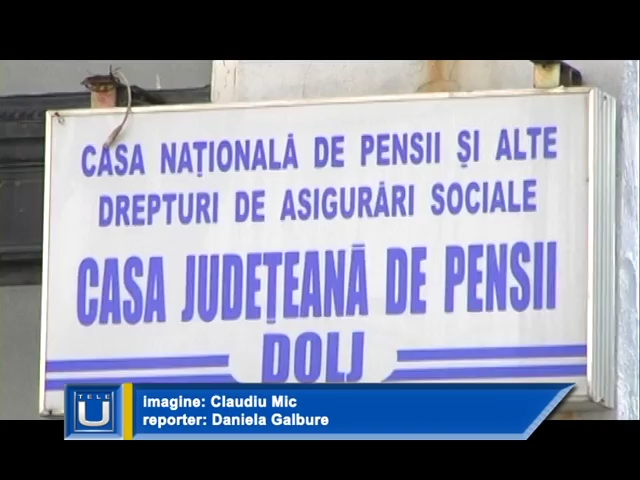 CASA NAȚIONALĂ DE PENSII ȘI ALTE
DREPTURI DE ASIGURĂRI SOCIALE
CASA JUDEȚEANĂ DE PENSII
DOLJ
TELE
U
imagine: Claudiu Mic
reporter: Daniela Galbure